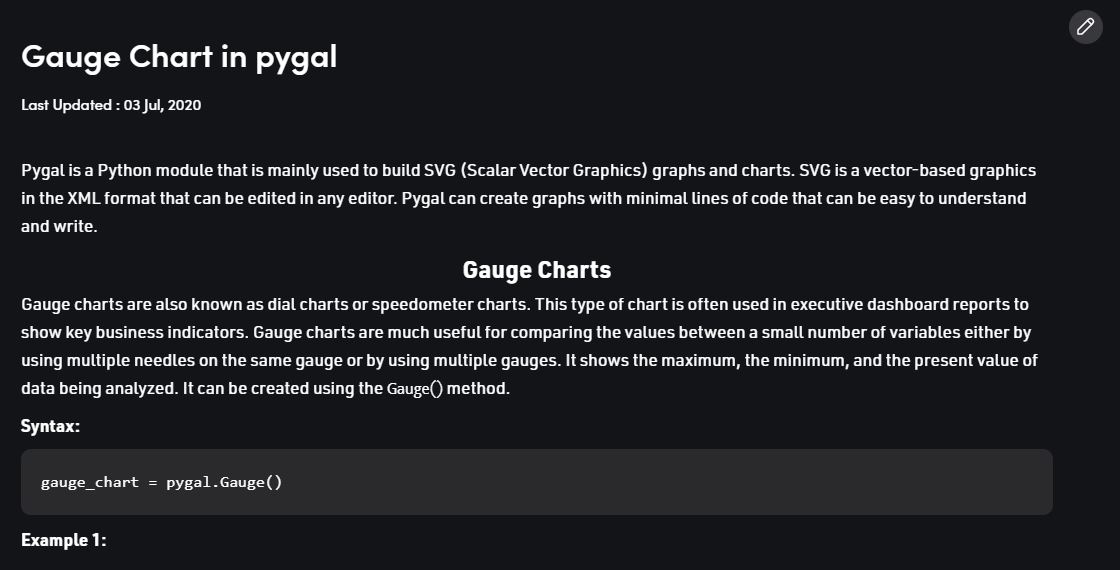 Gauge Chart in pygal
Last Updated : 03 Jul, 2020
Pygal is a Python module that is mainly used to build SVG (Scalar Vector Graphics) graphs and charts. SVG is a vector-based graphics
in the XML format that can be edited in any editor. Pygal can create graphs with minimal lines of code that can be easy to understand
and write.
Gauge Charts
Gauge charts are also known as dial charts or speedometer charts. This type of chart is often used in executive dashboard reports to
show key business indicators. Gauge charts are much useful for comparing the values between a small number of variables either by
using multiple needles on the same gauge or by using multiple gauges. It shows the maximum, the minimum, and the present value of
data being analyzed. It can be created using the Gauge() method.
Syntax:
gauge_chart = pygal.Gauge()
Example 1: